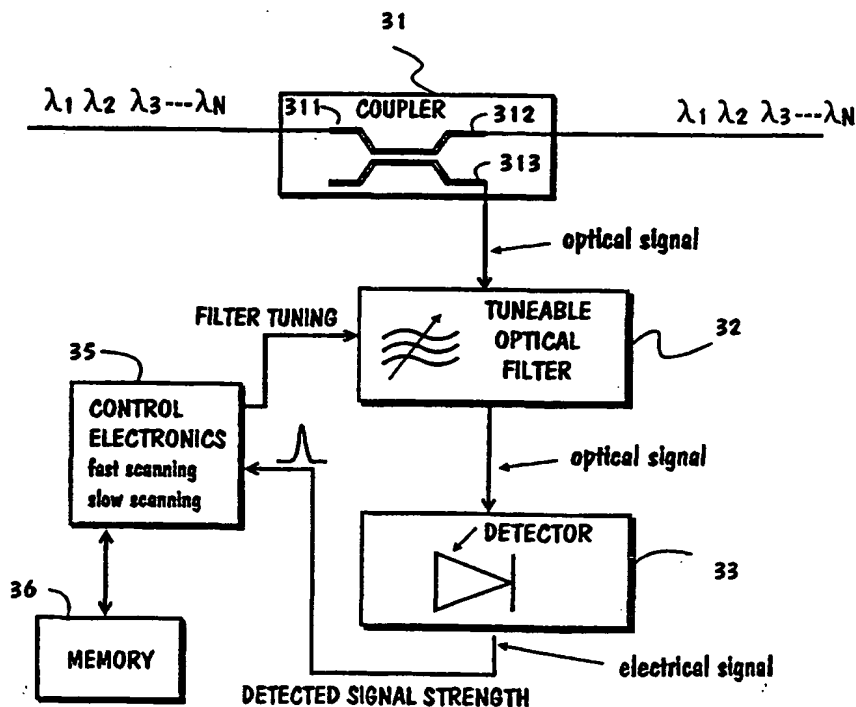 31
λ1 λ2 λ3---λN
311
COUPLER
312
λ1 λ2 λ3---λN
313
optical signal
FILTER TUNING
TUNEABLE
OPTICAL
FILTER
32
35
CONTROL
ELECTRONICS
fast scanning
slow scanning
optical signal
DETECTOR
33
36
MEMORY
electrical signal
DETECTED SIGNAL STRENGTH